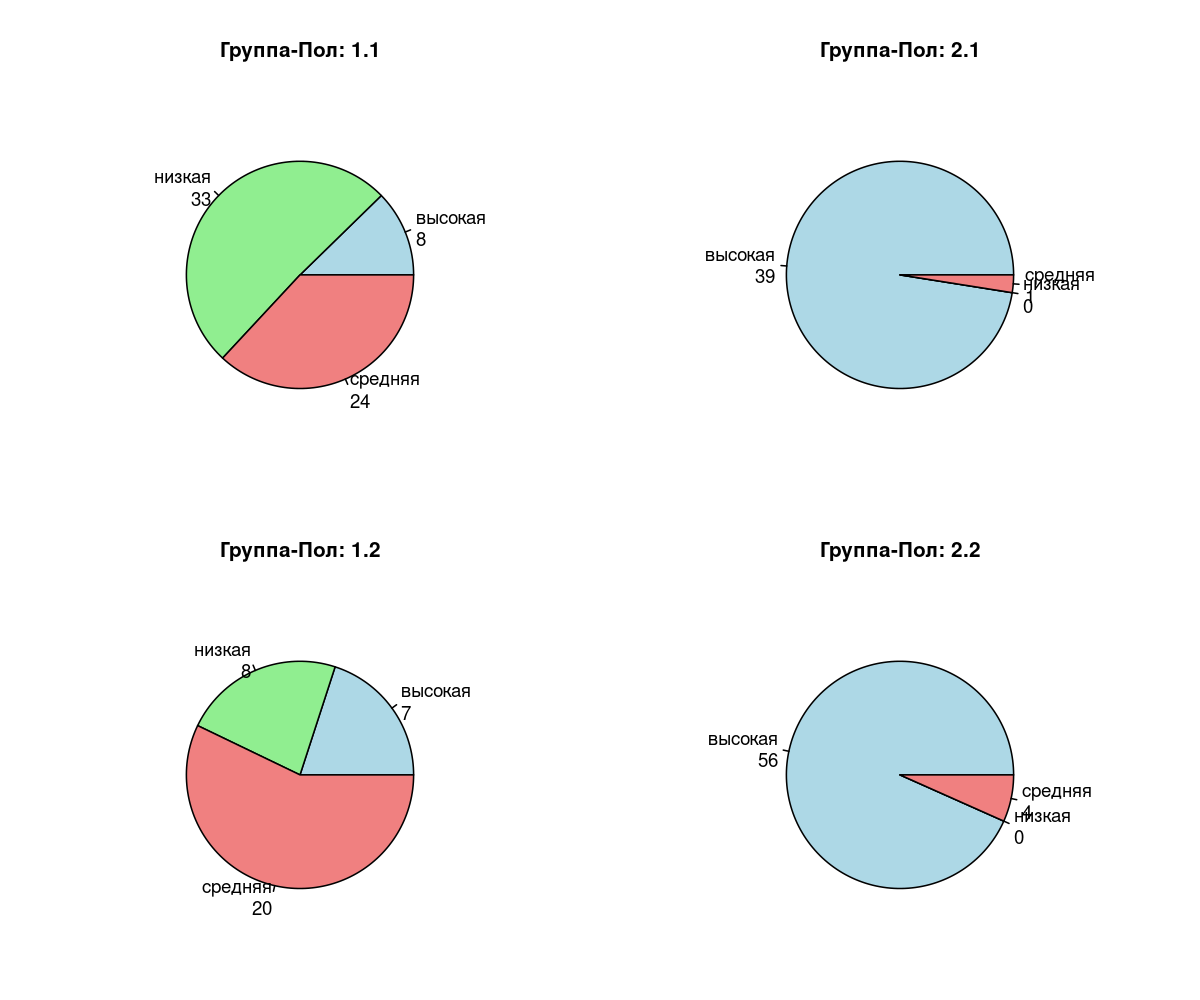 Группа-Пол: 1.1
низкая
33
высокая
8
средняя
24
Группа-Пол: 2.1
высокая
39
средняя
1
низкая
0
Группа-Пол: 1.2
низкая
8
высокая
7
средняя
20
Группа-Пол: 2.2
высокая
56
средняя
4
низкая
0